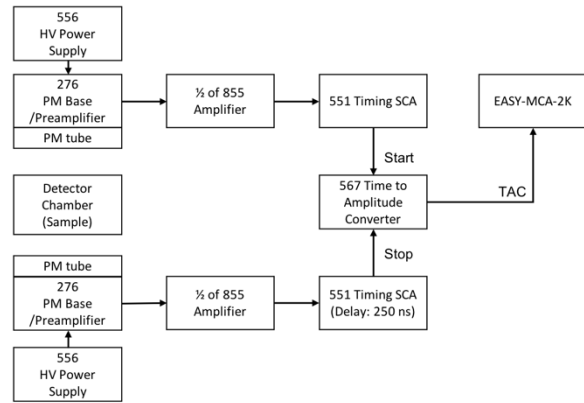 556
HV Power
Supply
276
PM Base
/Preamplifier
PM tube
½ of 855
Amplifier
551 Timing SCA
EASY-MCA-2K
Start
Detector
Chamber
(Sample)
567 Time to
Amplitude
Converter
TAC
Stop
PM tube
276
PM Base
/Preamplifier
½ of 855
Amplifier
551 Timing SCA
(Delay: 250 ns)
556
HV Power
Supply